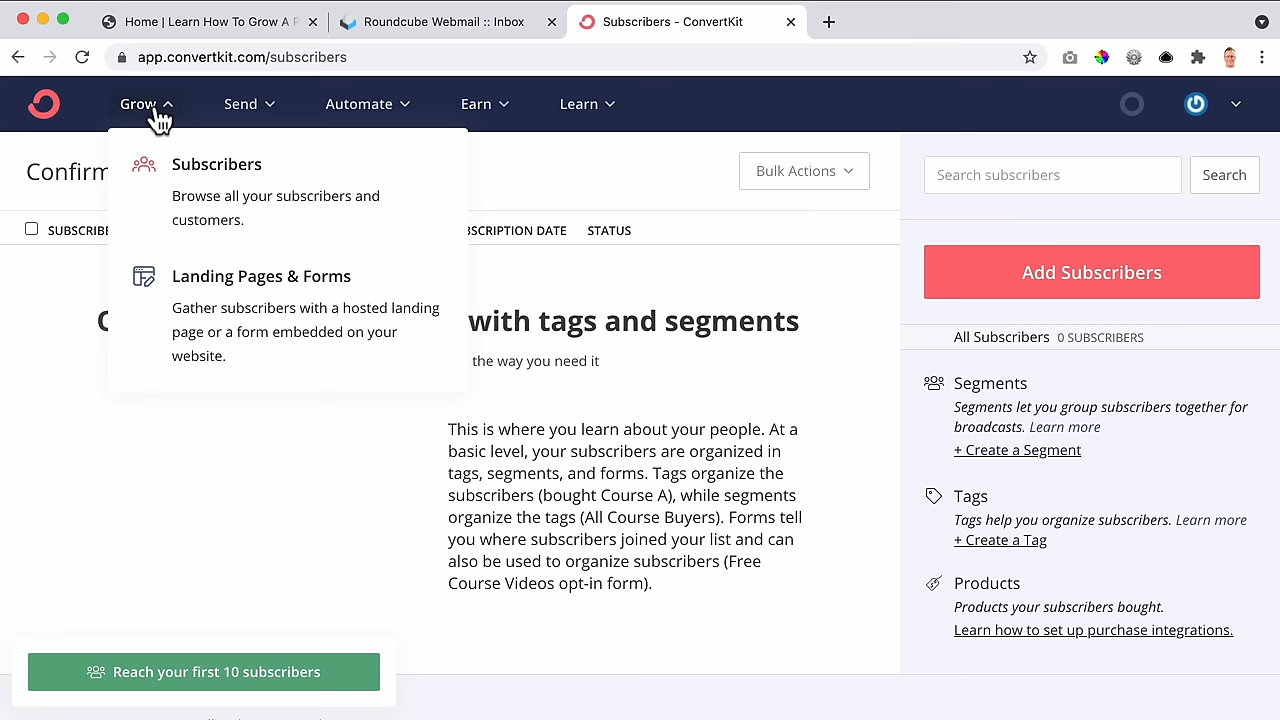 Home | Learn How To Grow A P
Roundcube Webmail :: Inbox
Subscribers - ConvertKit
app.convertkit.com/subscribers
Grow
Send
Automate
Earn
Learn
Subscribers
Browse all your subscribers and
customers.
Landing Pages & Forms
Gather subscribers with a hosted landing
page or a form embedded on your
website.
Confirm
Bulk Actions
SUBSCRIBE
SCRIPTION DATE
STATUS
with tags and segments
the way you need it
This is where you learn about your people. At a
basic level, your subscribers are organized in
tags, segments, and forms. Tags organize the
subscribers (bought Course A), while segments
organize the tags (All Course Buyers). Forms tell
you where subscribers joined your list and can
also be used to organize subscribers (Free
Course Videos opt-in form).
Search subscribers
Search
Add Subscribers
All Subscribers 0 SUBSCRIBERS
Segments
Segments let you group subscribers together for
broadcasts. Learn more
+ Create a Segment
Tags
Tags help you organize subscribers. Learn more
+ Create a Tag
Products
Products your subscribers bought.
Learn how to set up purchase integrations.
Reach your first 10 subscribers